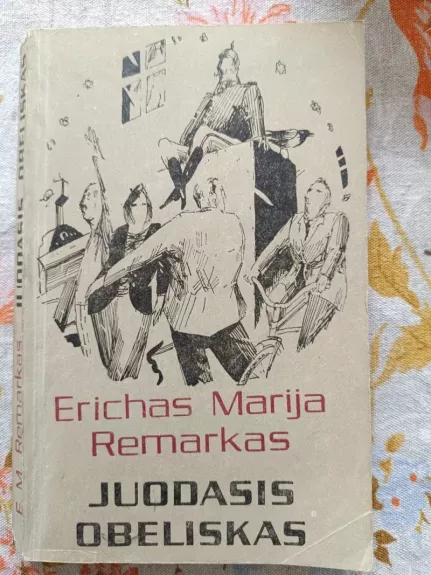 Erichas Marija
Remarkas
JUODASIS
OBELISKAS
E. M. Remarkas JUODASIS OBELISKAS